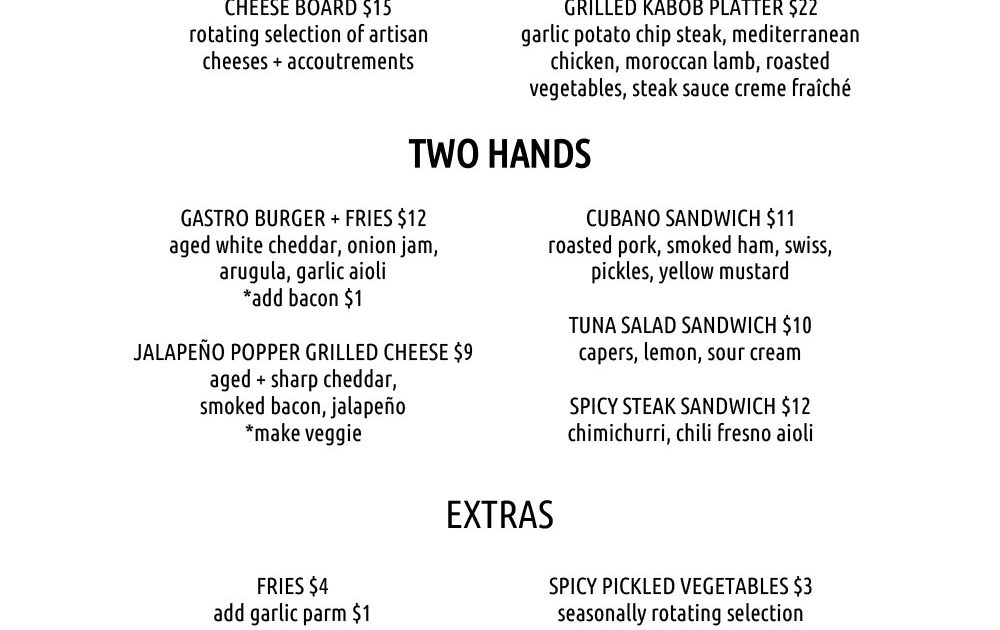 CHEESE BOARD $15
rotating selection of artisan
cheeses + accoutrements
GRILLED KABOB PLATTER $22
garlic potato chip steak, mediterranean
chicken, moroccan lamb, roasted
vegetables, steak sauce creme fraîché
TWO HANDS
GASTRO BURGER + FRIES $12
aged white cheddar, onion jam,
arugula, garlic aioli
*add bacon $1
JALAPEÑO POPPER GRILLED CHEESE $9
aged + sharp cheddar,
smoked bacon, jalapeño
*make veggie
CUBANO SANDWICH $11
roasted pork, smoked ham, swiss,
pickles, yellow mustard
TUNA SALAD SANDWICH $10
capers, lemon, sour cream
SPICY STEAK SANDWICH $12
chimichurri, chili fresno aioli
EXTRAS
FRIES $4
add garlic parm $1
SPICY PICKLED VEGETABLES $3
seasonally rotating selection